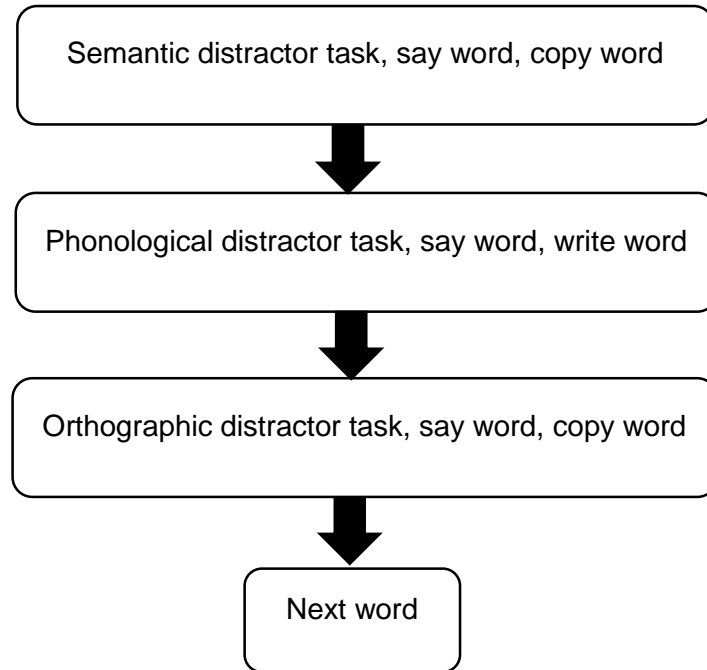 Semantic distractor task, say word, copy word
Phonological distractor task, say word, write word
Orthographic distractor task, say word, copy word
Next word